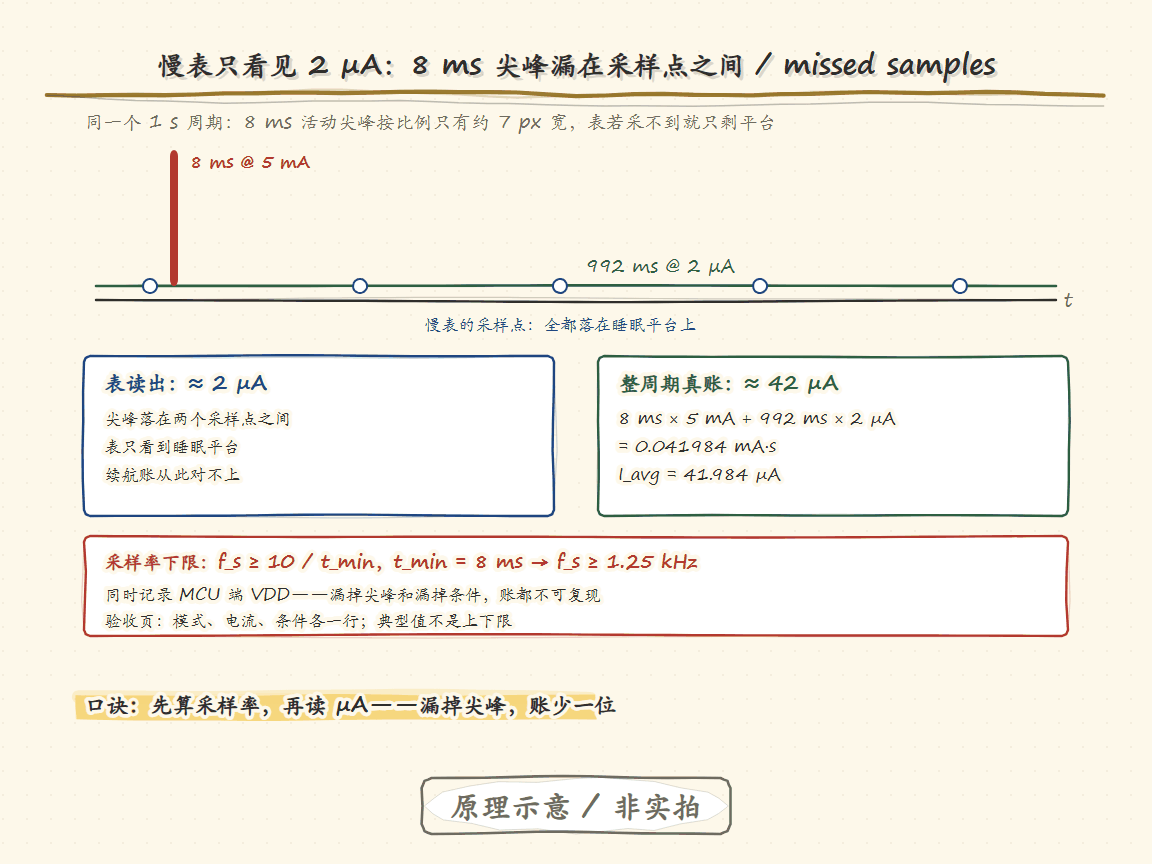 慢表只看见 2 μA：8 ms 尖峰漏在采样点之间 / missed samples
同一个 1 s 周期：8 ms 活动尖峰按比例只有约 7 px 宽，表若采不到就只剩平台
8 ms @ 5 mA
992 ms @ 2 μA
t
慢表的采样点：全都落在睡眠平台上
表读出：≈ 2 μA
尖峰落在两个采样点之间
表只看到睡眠平台
续航账从此对不上
整周期真账：≈ 42 μA
8 ms × 5 mA + 992 ms × 2 μA
= 0.041984 mA·s
I_avg = 41.984 μA
采样率下限：f_s ≥ 10 / t_min，t_min = 8 ms → f_s ≥ 1.25 kHz
同时记录 MCU 端 VDD——漏掉尖峰和漏掉条件，账都不可复现
验收页：模式、电流、条件各一行；典型值不是上下限
口诀：先算采样率，再读 μA——漏掉尖峰，账少一位
原理示意 / 非实拍